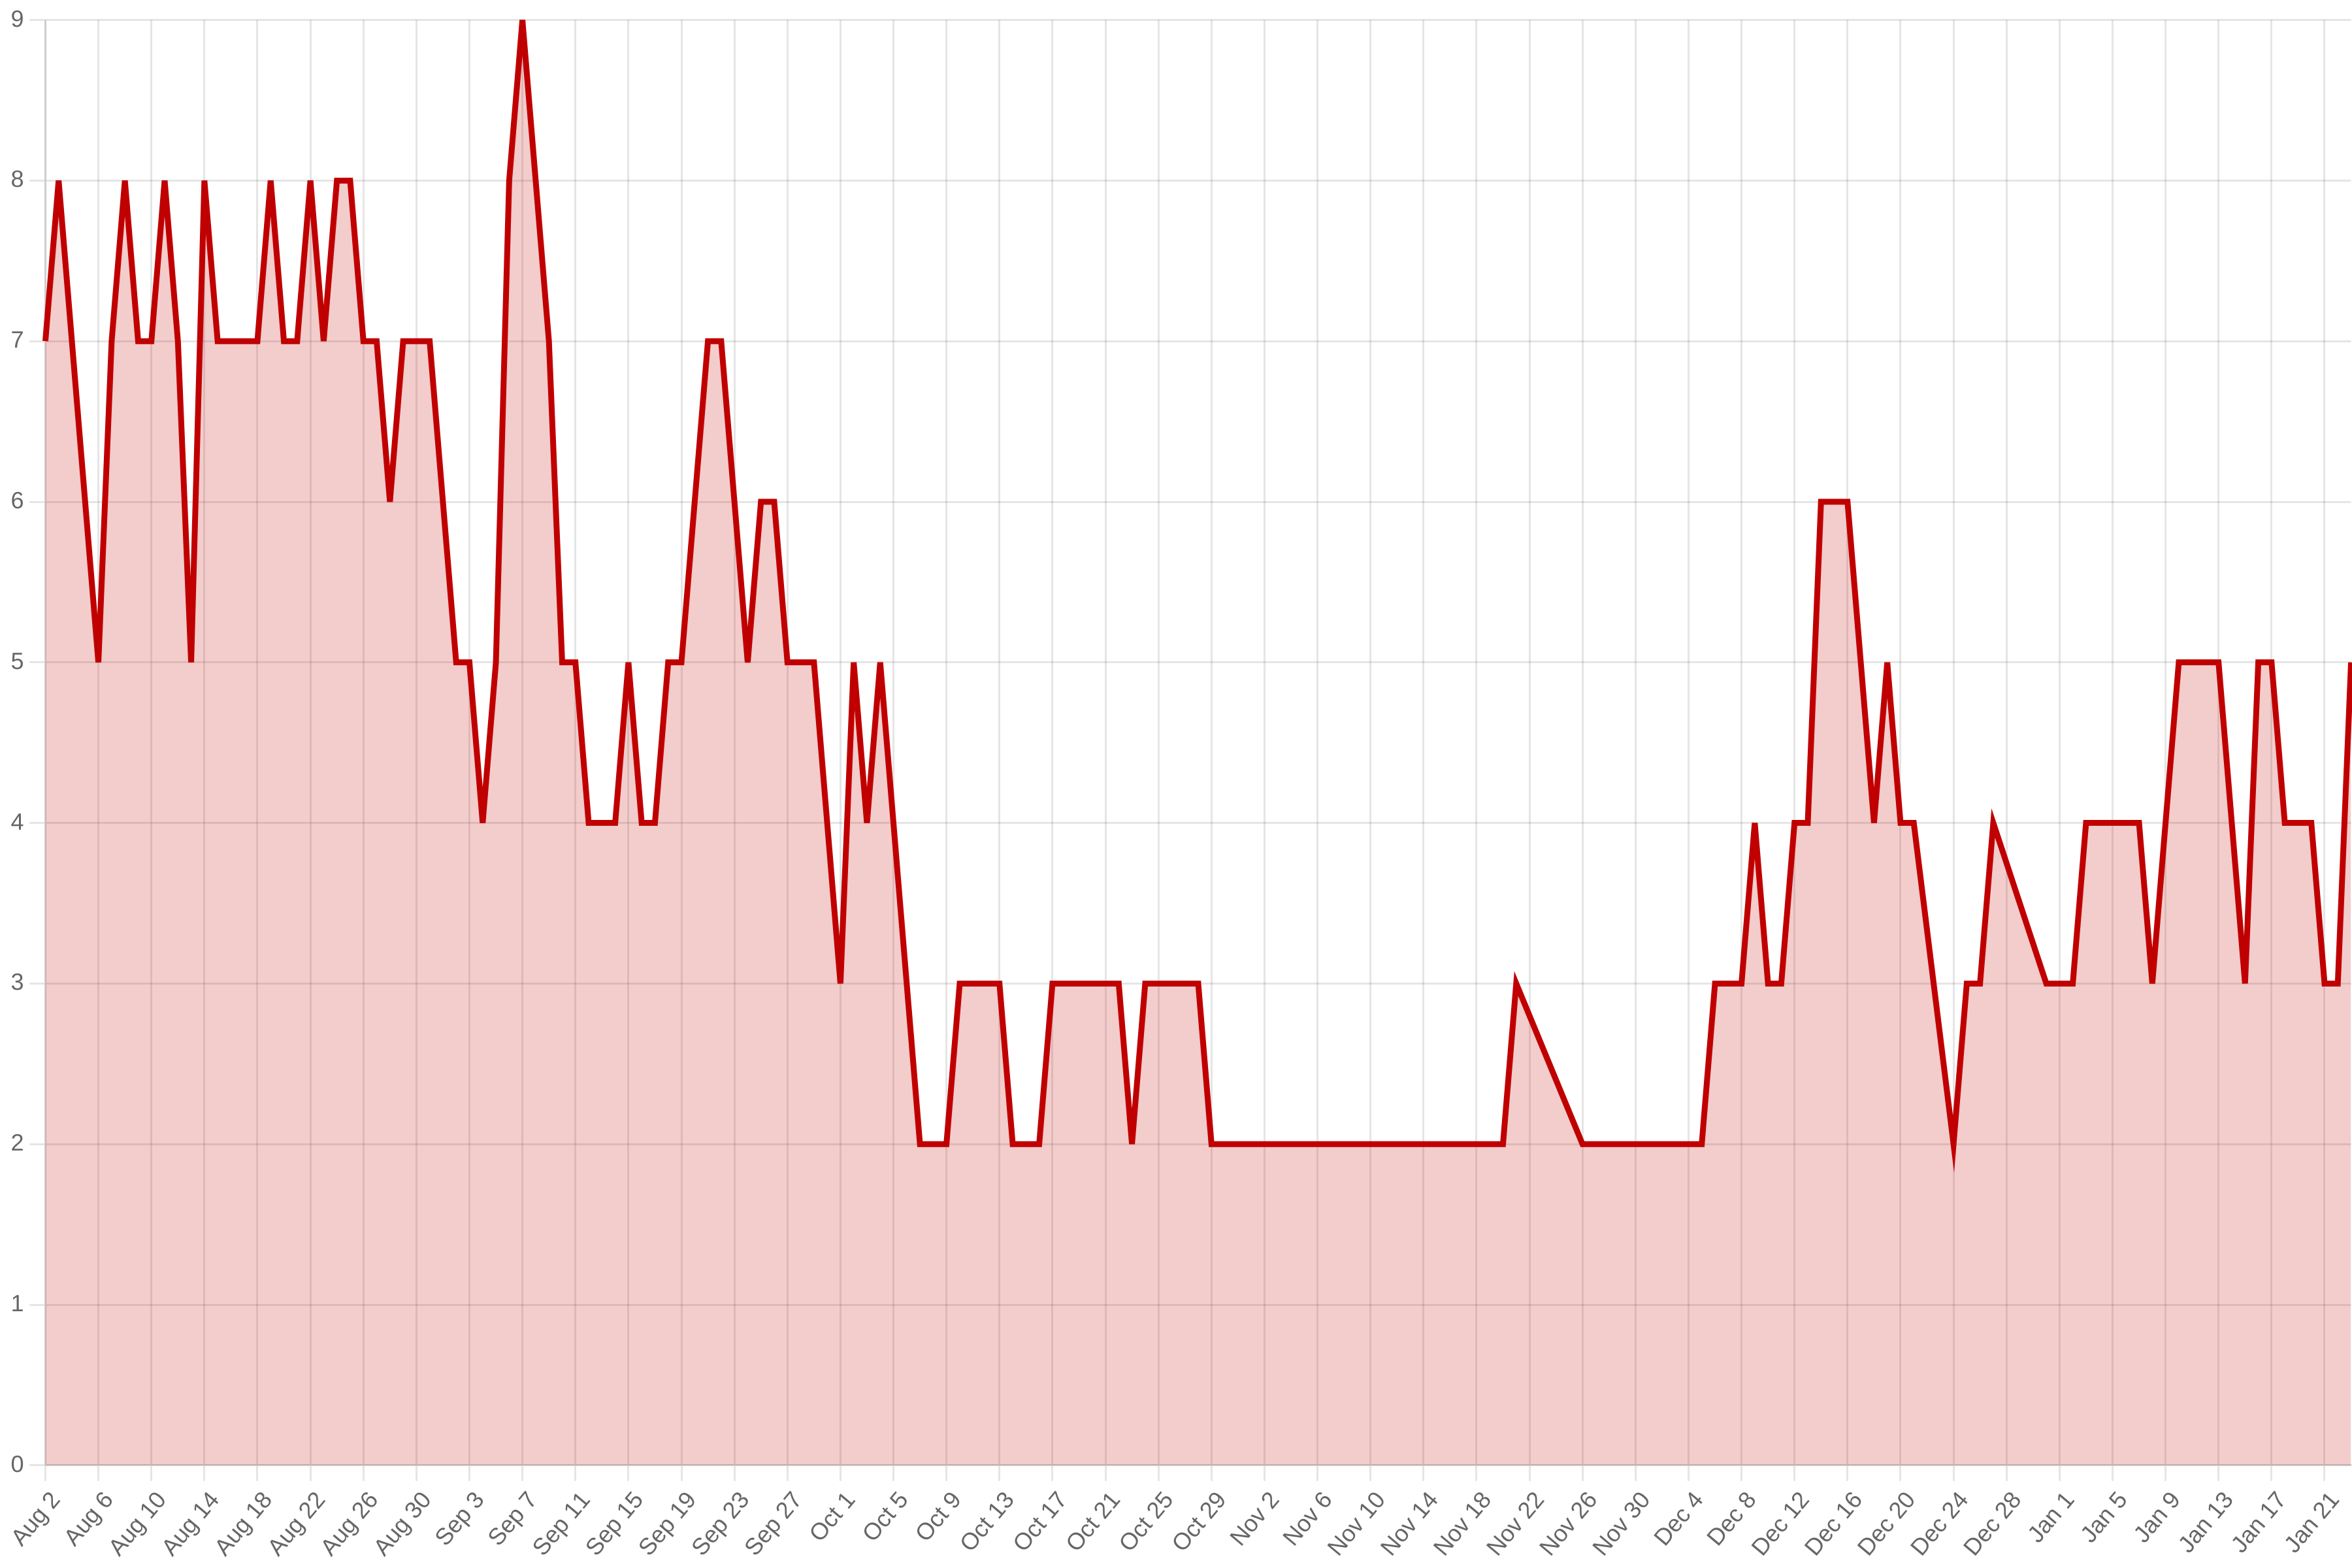 9
8
7
6
5
4
3
2
1
0
Aug 2
Aug 6
Aug 10
Aug 14
Aug 18
Aug 22
Aug 26
Aug 30
Sep 3
Sep 7
Sep 11
Sep 15
Sep 19
Sep 23
Sep 27
Oct 1
Oct 5
Oct 9
Oct 13
Oct 17
Oct 21
Oct 25
Oct 29
Nov 2
Nov 6
Nov 10
Nov 14
Nov 18
Nov 22
Nov 26
Nov 30
Dec 4
Dec 8
Dec 12
Dec 16
Dec 20
Dec 24
Dec 28
Jan 1
Jan 5
Jan 9
Jan 13
Jan 17
Jan 21